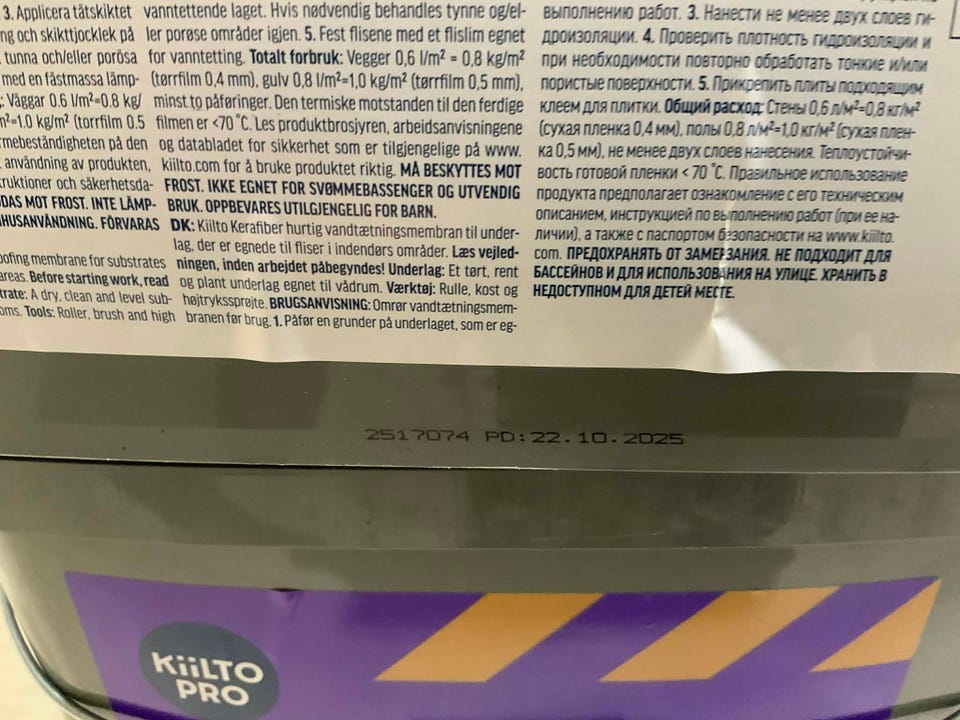 3. Applicera tätskiktet
ng och skikttjocklek på
tunna och/eller porösa
med en fästmassa lämp-
: Väggar 0.6 l/m²=0.8 kg/
m²=1.0 kg/m² (torrfilm 0.5
mebeständigheten på den
användning av produkten,
ruktioner och säkerhetsda-
DAS MOT FROST. INTE LÄMP-
HUSANVÄNDNING. FÖRVARAS
oofing membrane for substrates
areas. Before starting work, read
trate: A dry, clean and level sub-
oms. Tools: Roller, brush and high
vanntettende laget. Hvis nødvendig behandles tynne og/el-
ler porøse områder igjen. 5. Fest flisene med et flislim egnet
for vanntetting. Totalt forbruk: Vegger 0,6 l/m² = 0,8 kg/m²
(tørrfilm 0,4 mm), gulv 0,8 l/m²=1,0 kg/m² (tørrfilm 0,5 mm),
minst to påføringer. Den termiske motstanden til den ferdige
filmen er <70 °C. Les produktbrosjyren, arbeidsanvisningene
og databladet for sikkerhet som er tilgjengelige på www.
kiilto.com for å bruke produktet riktig. MÅ BESKYTTES MOT
FROST. IKKE EGNET FOR SVØMMEBASSENGER OG UTVENDIG
BRUK. OPPBEVARES UTILGJENGELIG FOR BARN.
DK: Kiilto Kerafiber hurtig vandtætningsmembran til under-
lag, der er egnede til fliser i indendørs områder. Læs vejled-
ningen, inden arbejdet påbegyndes! Underlag: Et tørt, rent
og plant underlag egnet til vådrum. Værktøj: Rulle, kost og
højtryksprøjte. BRUGSANVISNING: Omrør vandtætningsmem-
branen før brug. 1. Påfør en grunder på underlaget, som er eg-
выполнению работ. 3. Нанести не менее двух слоев ги-
дроизоляции. 4. Проверить плотность гидроизоляции и
при необходимости повторно обработать тонкие и/или
пористые поверхности. 5. Прикрепить плиты подходящим
клеем для плитки. Общий расход: Стены 0,6 л/м²=0,8 кг/м²
(сухая пленка 0,4 мм), полы 0,8 л/м²=1,0 кг/м² (сухая плен-
ка 0,5 мм), не менее двух слоев нанесения. Теплоустойчи-
вость готовой пленки < 70 °C. Правильное использование
продукта предполагает ознакомление с его техническим
описанием, инструкцией по выполнению работ (при ее на-
личии), а также с паспортом безопасности на www.kiilto.
com. ПРЕДОХРАНЯТЬ ОТ ЗАМЕРЗАНИЯ. НЕ ПОДХОДИТ ДЛЯ
БАССЕЙНОВ И ДЛЯ ИСПОЛЬЗОВАНИЯ НА УЛИЦЕ. ХРАНИТЬ В
НЕДОСТУПНОМ ДЛЯ ДЕТЕЙ МЕСТЕ.
2517074 PD:22.10.2025
KiiLTO
PRO